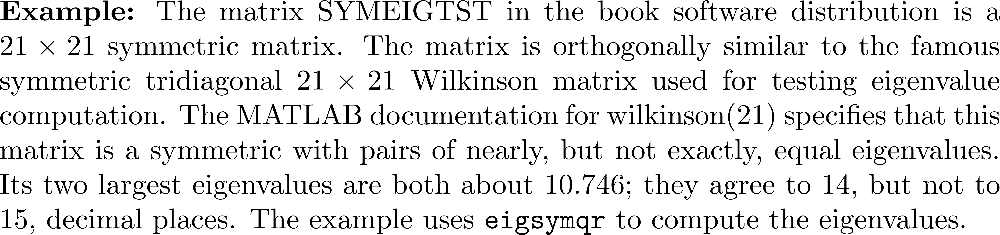 Example: The matrix SYMEIGTST in the book software distribution is a
21 × 21 symmetric matrix. The matrix is orthogonally similar to the famous
symmetric tridiagonal 21 × 21 Wilkinson matrix used for testing eigenvalue
computation. The MATLAB documentation for wilkinson(21) specifies that this
matrix is a symmetric with pairs of nearly, but not exactly, equal eigenvalues.
Its two largest eigenvalues are both about 10.746; they agree to 14, but not to
15, decimal places. The example uses eigsymqr to compute the eigenvalues.